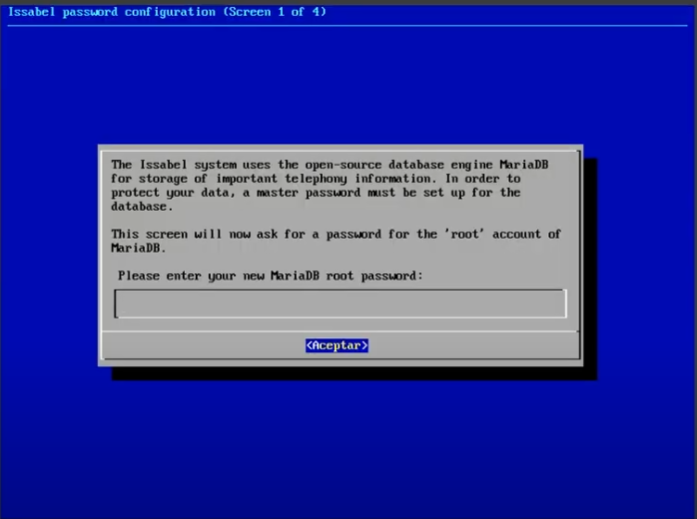 Issabel password configuration (Screen 1 of 4)
The Issabel system uses the open-source database engine MariaDB
for storage of important telephony information. In order to
protect your data, a master password must be set up for the
database.
This screen will now ask for a password for the 'root' account of
MariaDB.
Please enter your new MariaDB root password:
<Aceptar>